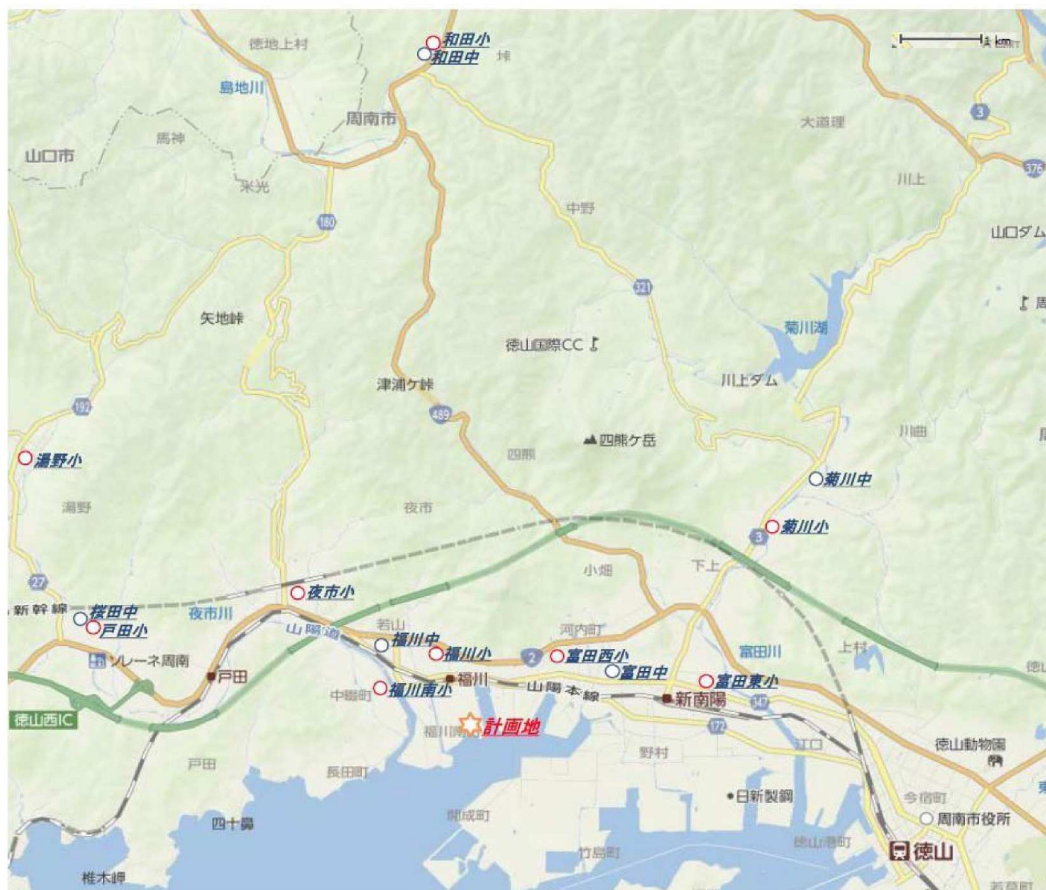 徳地上村
和田小
和田中
垰
1 km
島地川
周南市
大道理
3
376
山口市
馬神
米光
川上
山口ダム
180
中野
321
周
矢地峠
徳山国際CC
菊川湖
川上ダム
津浦ケ峠
192
489
四熊ケ岳
川曲
湯野小
四熊
菊川中
湯野
夜市
菊川小
3
27
小畑
下上
新幹線
桜田中
戸田小
夜市川
夜市小
山陽道
若山
福川中
福川小
河内町
2
富田西小
富田中
富田川
上村
ソレーネ周南
戸田
中畷町
福川南小
福川
山陽本線
新南陽
富田東小
347
172
徳山西IC
計画地
戸田
長田町
野村
江口
徳山動物園
四十鼻
開成町
日新製鋼
今宿町
周南市役所
竹島町
徳山港町
徳山
椎木岬
若草町